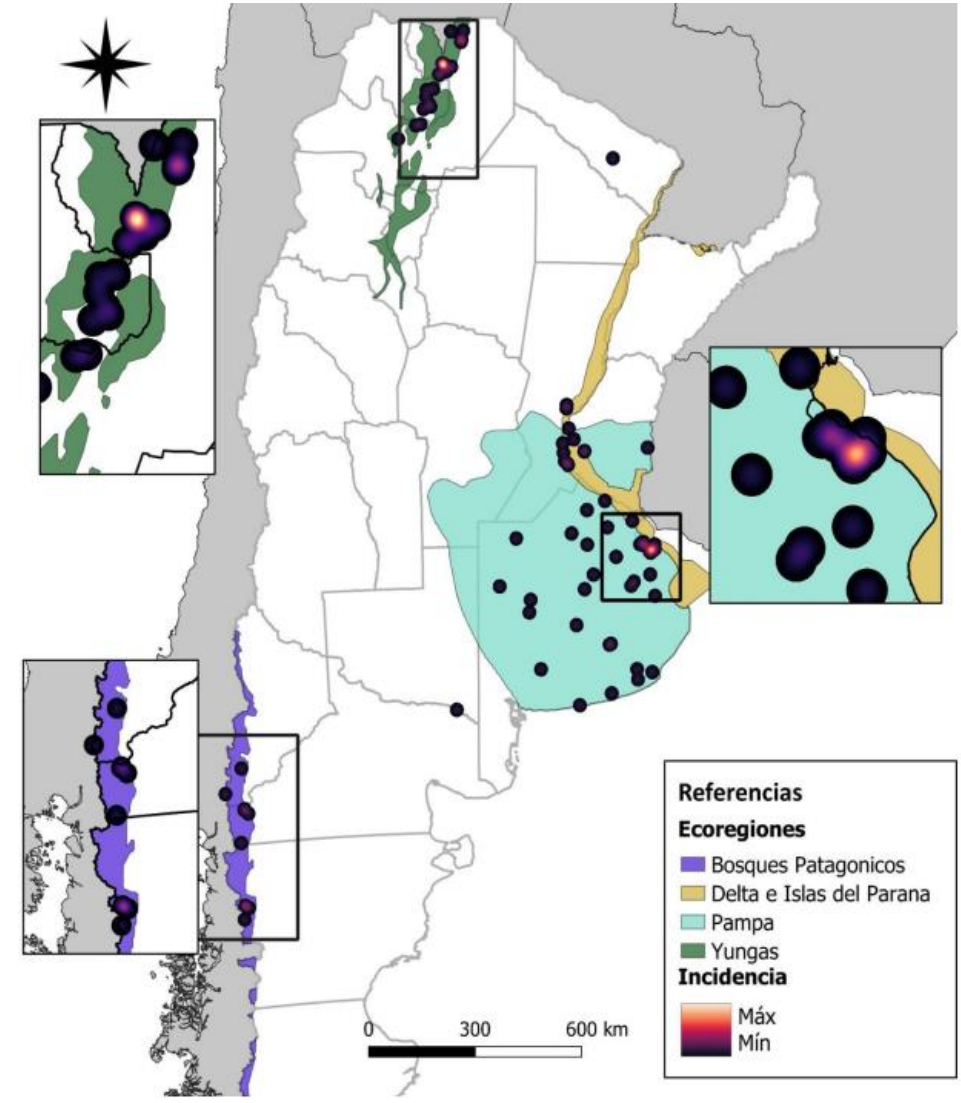 Referencias
Ecoregiones
Bosques Patagonicos
Delta e Islas del Parana
Pampa
Yungas
Incidencia
Máx
Mín
0 300 600 km